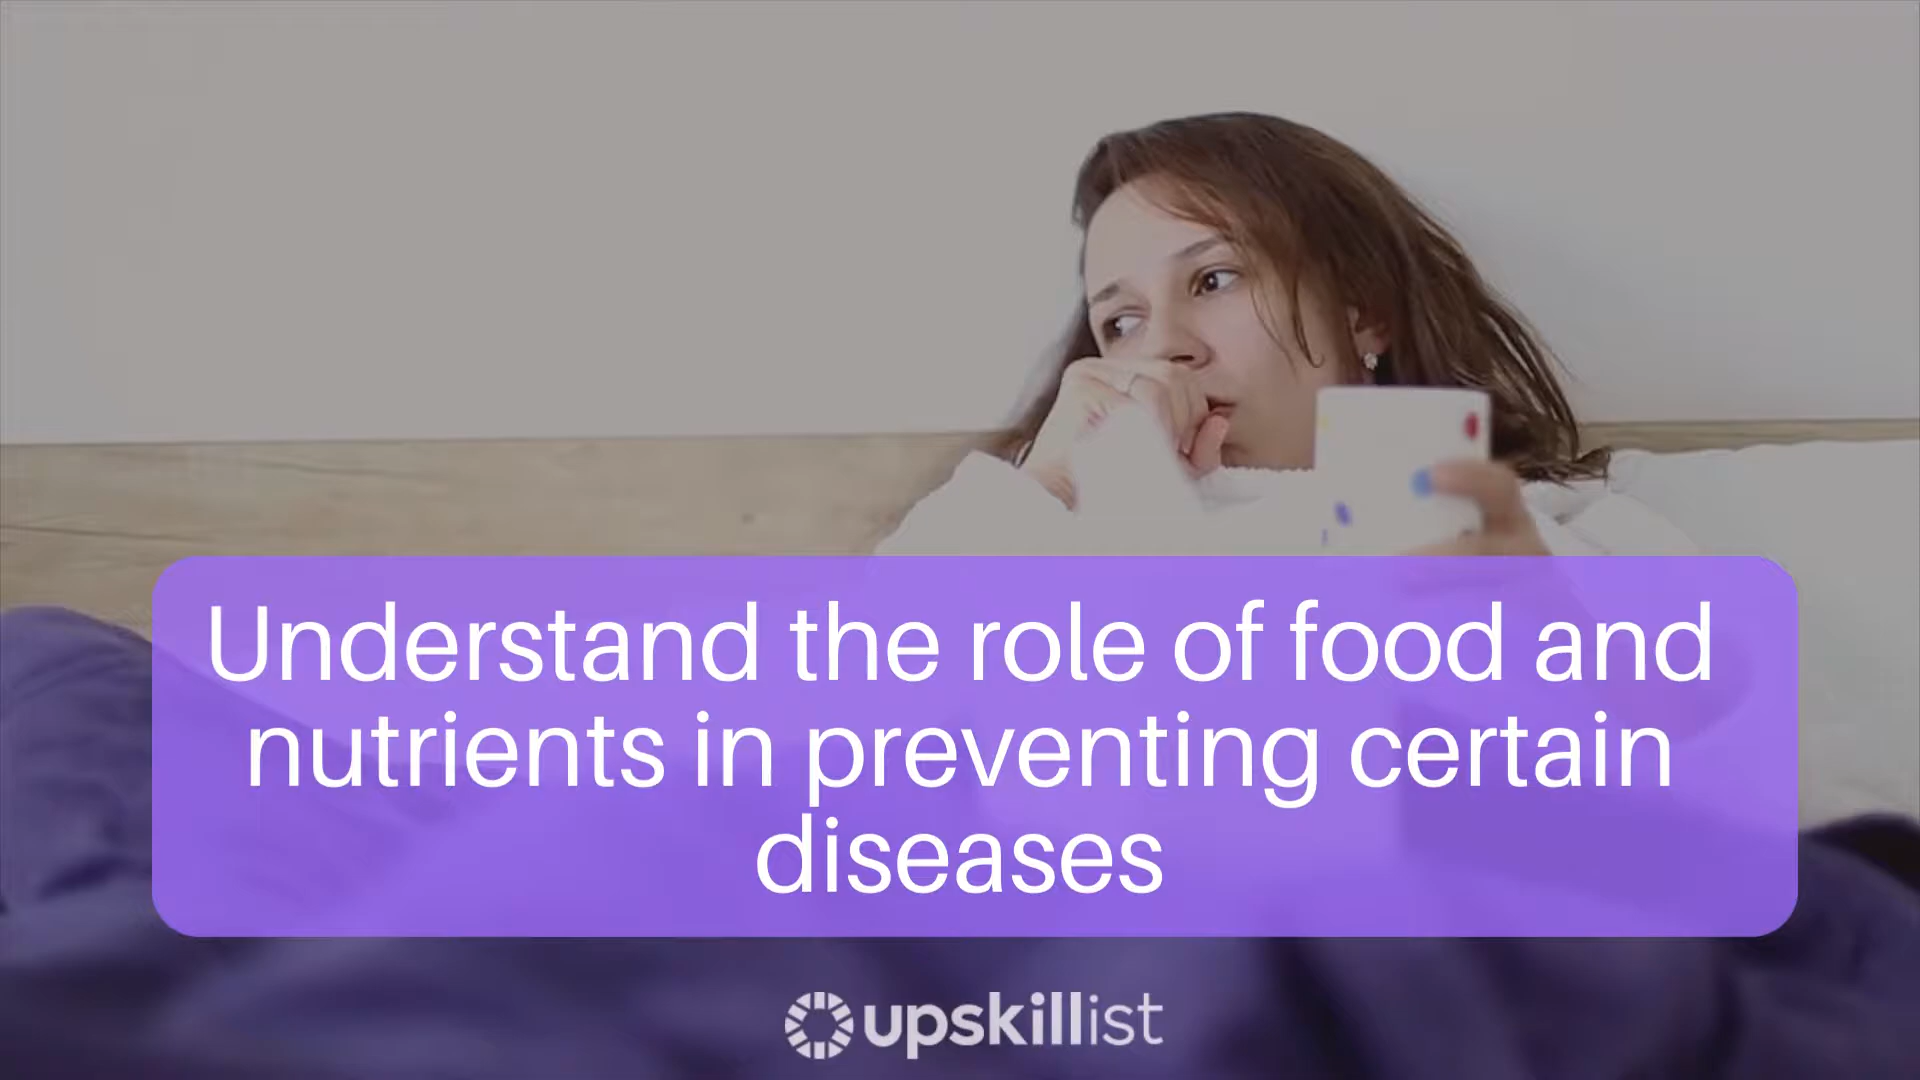 Understand the role of food and
nutrients in preventing certain
diseases
upskillist